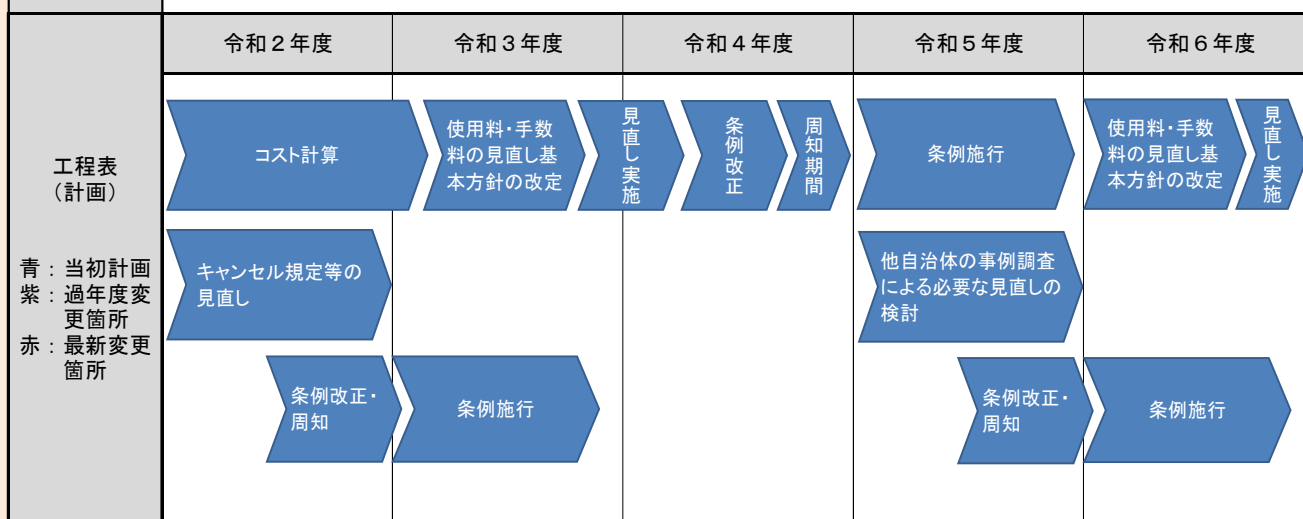 令和２年度
令和３年度
令和４年度
令和５年度
令和６年度
工程表
（計画）
青：当初計画
紫：過年度変
更箇所
赤：最新変更
箇所
コスト計算
使用料・手数
料の見直し基
本方針の改定
見直し実施
条例改正
周知期間
条例施行
使用料・手数
料の見直し基
本方針の改定
見直し実施
キャンセル規定等の
見直し
他自治体の事例調査
による必要な見直しの
検討
条例改正・
周知
条例施行
条例改正・
周知
条例施行